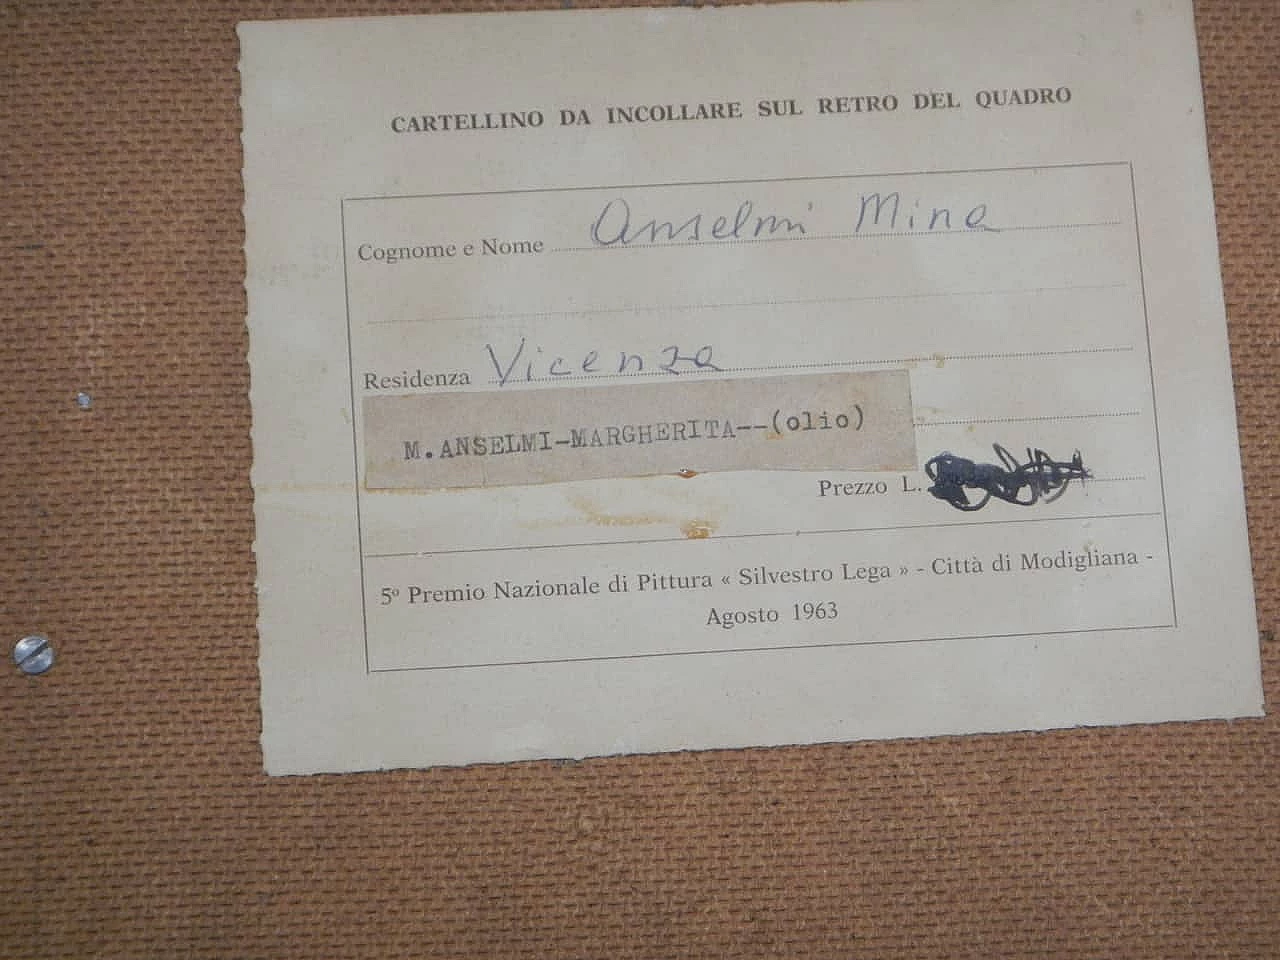 CARTELLINO DA INCOLLARE SUL RETRO DEL QUADRO
Cognome e Nome Anselmi Mina
Residenza Vicenza
M.ANSELMI-MARGHERITA--(olio)
Prezzo L.
5º Premio Nazionale di Pittura « Silvestro Lega » - Città di Modigliana -
Agosto 1963